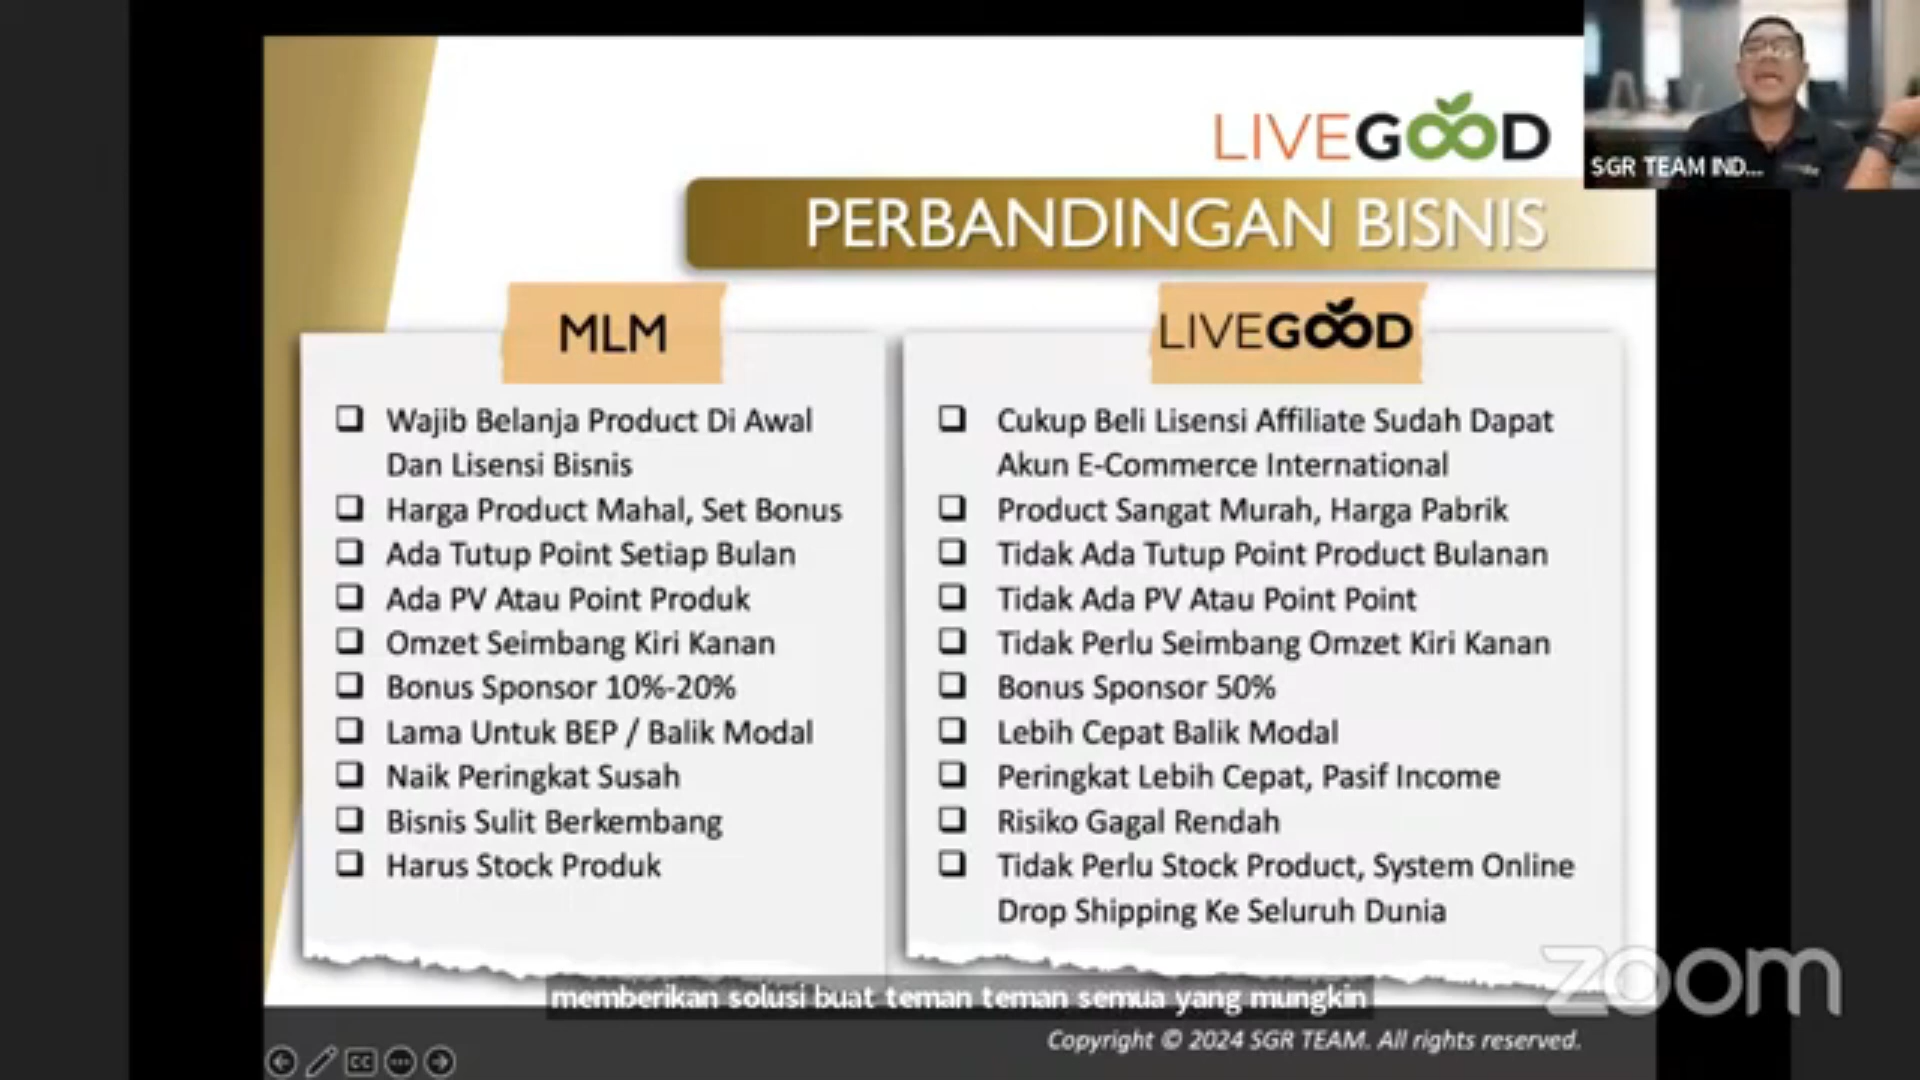 LIVEGOOD
SGR TEAM IND...
PERBANDINGAN BISNIS
MLM
Wajib Belanja Product Di Awal
Dan Lisensi Bisnis
Harga Product Mahal, Set Bonus
Ada Tutup Point Setiap Bulan
Ada PV Atau Point Produk
Omzet Seimbang Kiri Kanan
Bonus Sponsor 10%-20%
Lama Untuk BEP / Balik Modal
Naik Peringkat Susah
Bisnis Sulit Berkembang
Harus Stock Produk
LIVEGOOD
Cukup Beli Lisensi Affiliate Sudah Dapat
Akun E-Commerce International
Product Sangat Murah, Harga Pabrik
Tidak Ada Tutup Point Product Bulanan
Tidak Ada PV Atau Point Point
Tidak Perlu Seimbang Omzet Kiri Kanan
Bonus Sponsor 50%
Lebih Cepat Balik Modal
Peringkat Lebih Cepat, Pasif Income
Risiko Gagal Rendah
Tidak Perlu Stock Product, System Online
Drop Shipping Ke Seluruh Dunia
memberikan solusi buat teman teman semua yang mungkin
zoom
Copyright © 2024 SGR TEAM. All rights reserved.
CC